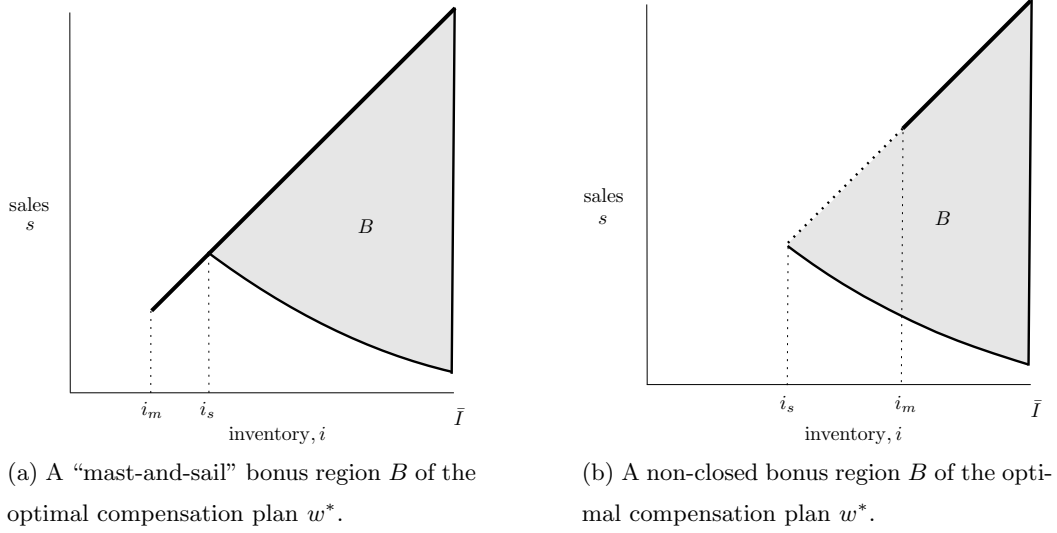 sales
s
B
i_m
i_s
Ī
inventory, i
(a) A “mast-and-sail” bonus region B of the
optimal compensation plan w*.
sales
s
B
i_s
i_m
Ī
inventory, i
(b) A non-closed bonus region B of the opti-
mal compensation plan w*.